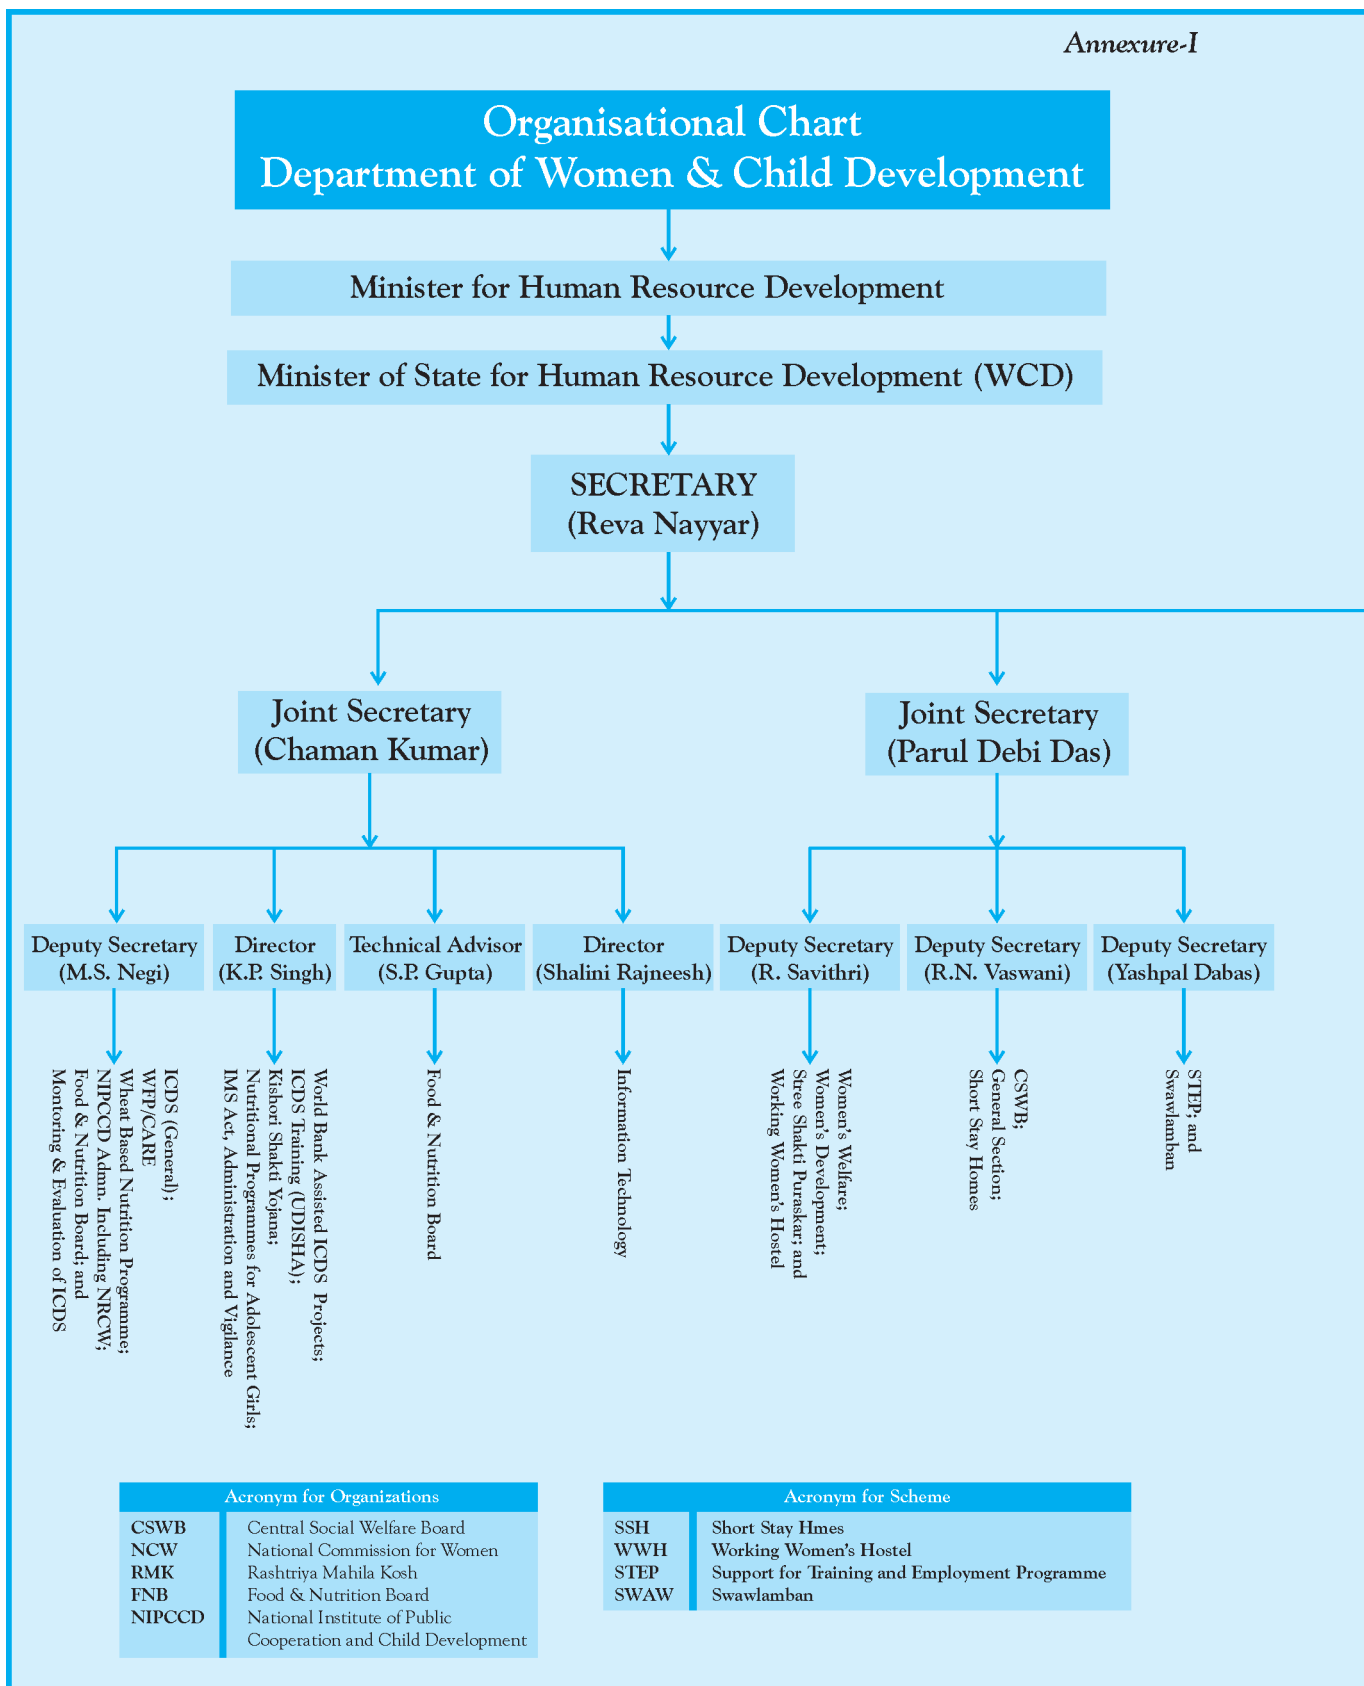 Annexure-I
Organisational Chart
Department of Women & Child Development
Minister for Human Resource Development
Minister of State for Human Resource Development (WCD)
SECRETARY
(Reva Nayyar)
Joint Secretary
(Chaman Kumar)
Joint Secretary
(Parul Debi Das)
Deputy Secretary
(M.S. Negi)
Director
(K.P. Singh)
Technical Advisor
(S.P. Gupta)
Director
(Shalini Rajneesh)
Deputy Secretary
(R. Savithri)
Deputy Secretary
(R.N. Vaswani)
Deputy Secretary
(Yashpal Dabas)
ICDS (General);
WFP/CARE
Wheat Based Nutrition Programme;
NIPCCD Admn. Including NRCW;
Food & Nutrition Board; and
Montoring & Evaluation of ICDS
World Bank Assisted ICDS Projects;
ICDS Training (UDISHA);
Kishori Shakti Yojana;
Nutritional Programmes for Adolescent Girls;
IMS Act, Administration and Vigilance
Food & Nutrition Board
Information Technology
Women's Welfare;
Women's Development;
Stree Shakti Puraskar; and
Working Women's Hostel
CSWB;
General Section;
Short Stay Homes
STEP; and
Swawlamban
Acronym for Organizations
CSWB Central Social Welfare Board
NCW National Commission for Women
RMK Rashtriya Mahila Kosh
FNB Food & Nutrition Board
NIPCCD National Institute of Public
Cooperation and Child Development
Acronym for Scheme
SSH Short Stay Hmes
WWH Working Women's Hostel
STEP Support for Training and Employment Programme
SWAW Swawlamban